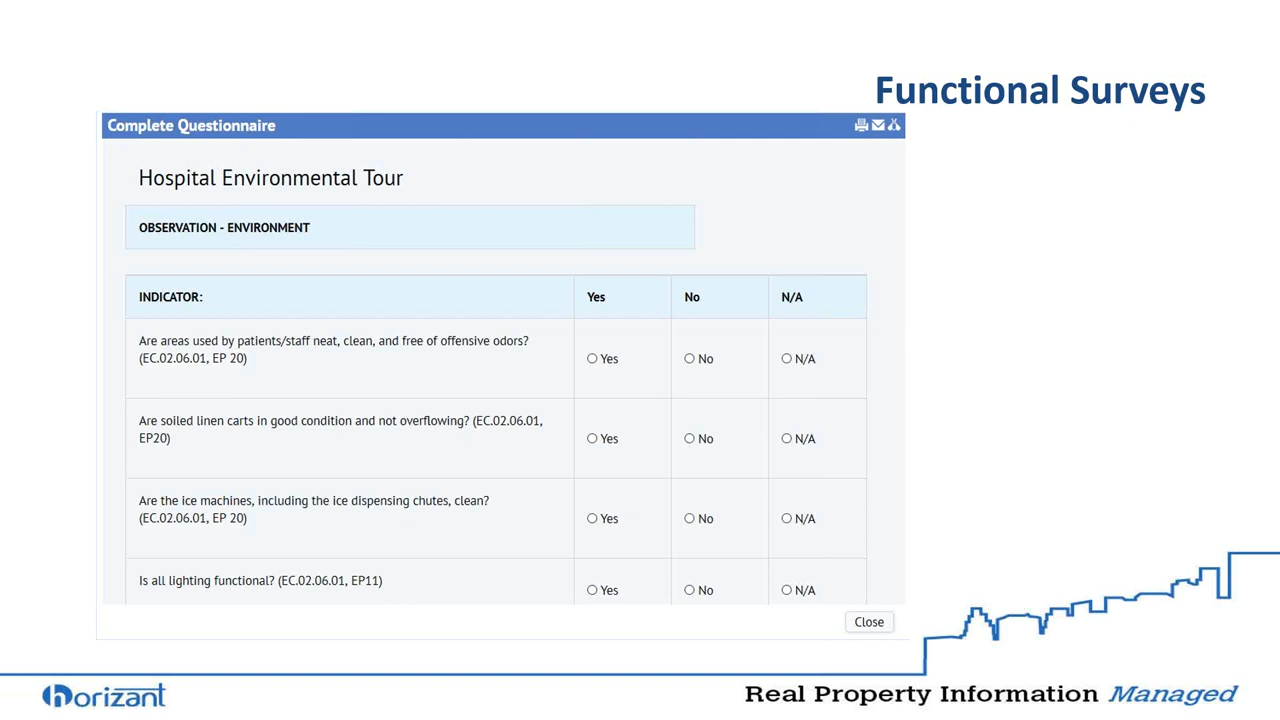 Functional Surveys
Complete Questionnaire
Hospital Environmental Tour
OBSERVATION - ENVIRONMENT
INDICATOR: Yes No N/A
Are areas used by patients/staff neat, clean, and free of offensive odors?
(EC.02.06.01, EP 20)
Yes No N/A
Are soiled linen carts in good condition and not overflowing? (EC.02.06.01,
EP20)
Yes No N/A
Are the ice machines, including the ice dispensing chutes, clean?
(EC.02.06.01, EP 20)
Yes No N/A
Is all lighting functional? (EC.02.06.01, EP11)
Yes No N/A
Close
horizant
Real Property Information Managed